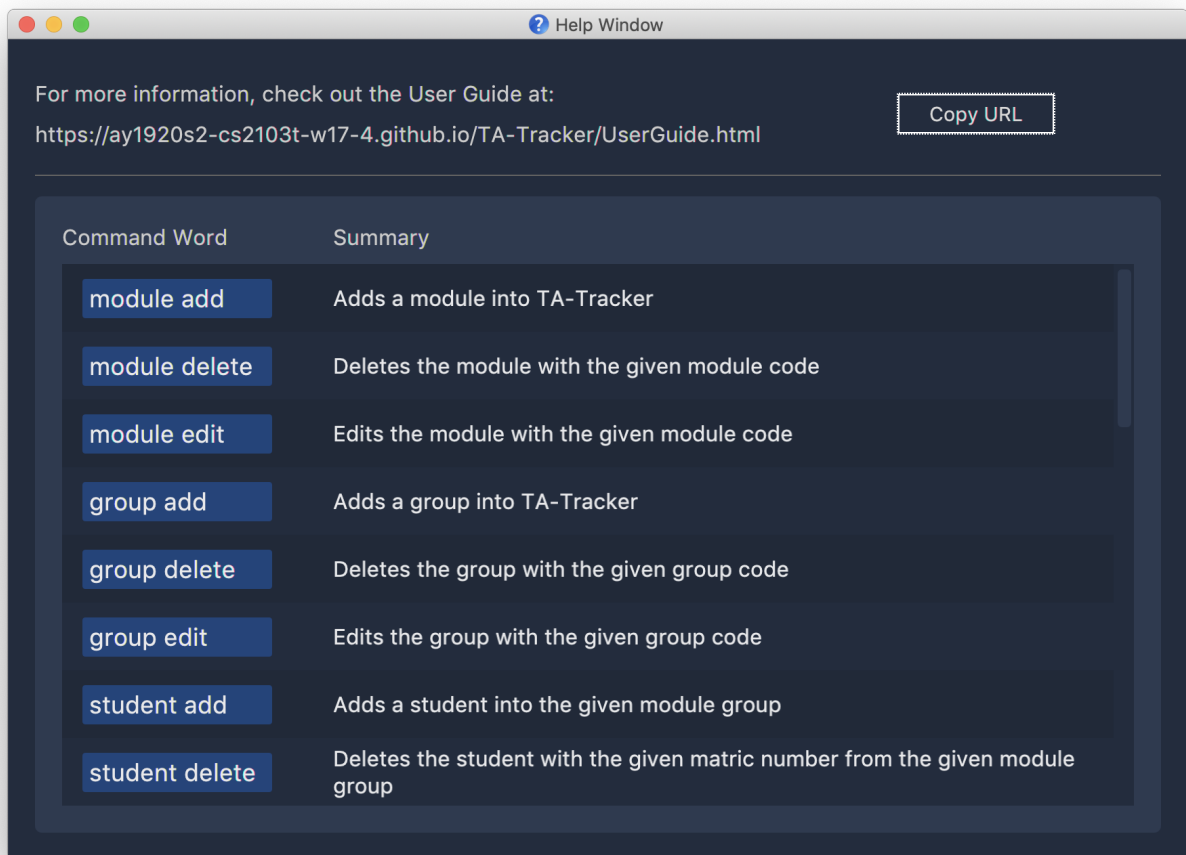 Help Window
For more information, check out the User Guide at:
https://ay1920s2-cs2103t-w17-4.github.io/TA-Tracker/UserGuide.html
Copy URL
Command Word Summary
module add Adds a module into TA-Tracker
module delete Deletes the module with the given module code
module edit Edits the module with the given module code
group add Adds a group into TA-Tracker
group delete Deletes the group with the given group code
group edit Edits the group with the given group code
student add Adds a student into the given module group
student delete Deletes the student with the given matric number from the given module
group